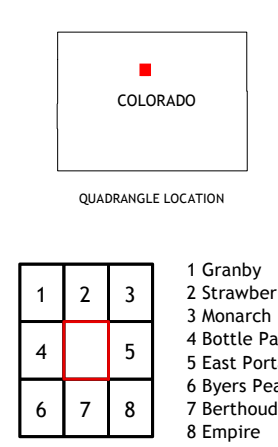 COLORADO
QUADRANGLE LOCATION
1 2 3
4 5
6 7 8
1 Granby
2 Strawber
3 Monarch
4 Bottle Pa
5 East Port
6 Byers Pea
7 Berthoud
8 Empire